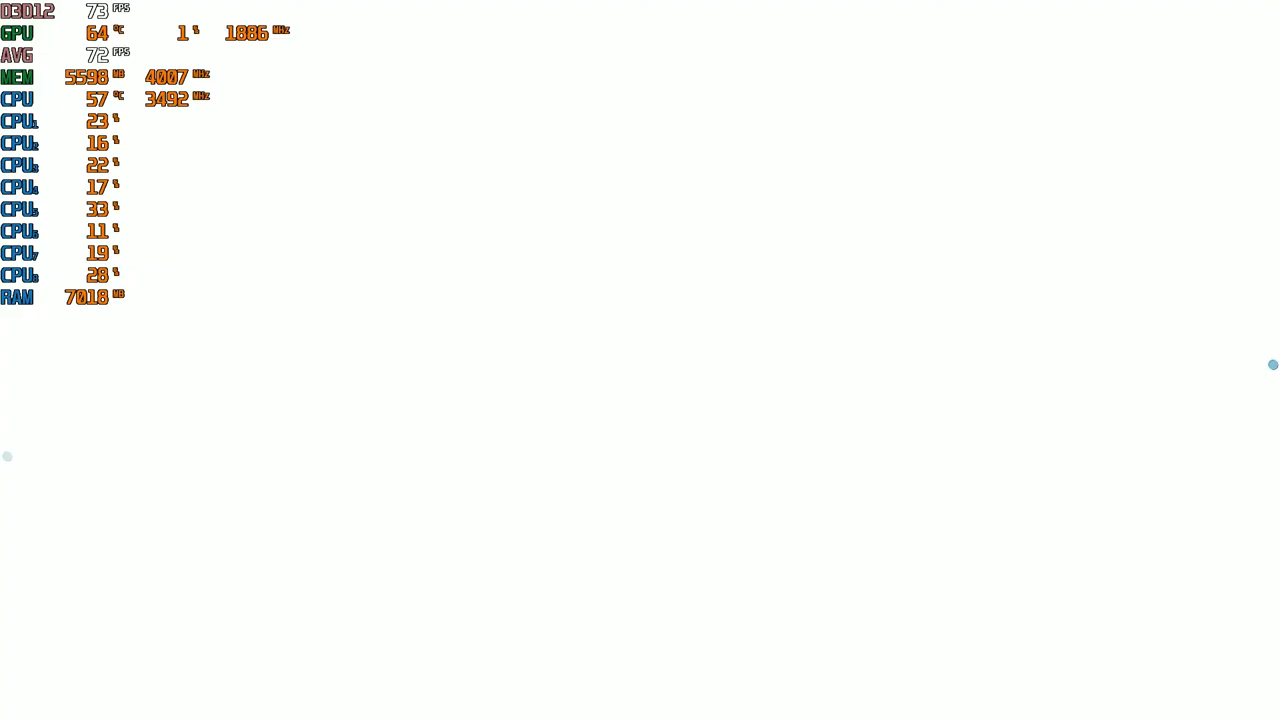 D3D12 73 FPS
GPU 64 °C 1 % 1886 MHz
AVG 72 FPS
MEM 5598 MB 4007 MHz
CPU 57 °C 3492 MHz
CPU1 23 %
CPU2 16 %
CPU3 22 %
CPU4 17 %
CPU5 33 %
CPU6 11 %
CPU7 19 %
CPU8 28 %
RAM 7018 MB